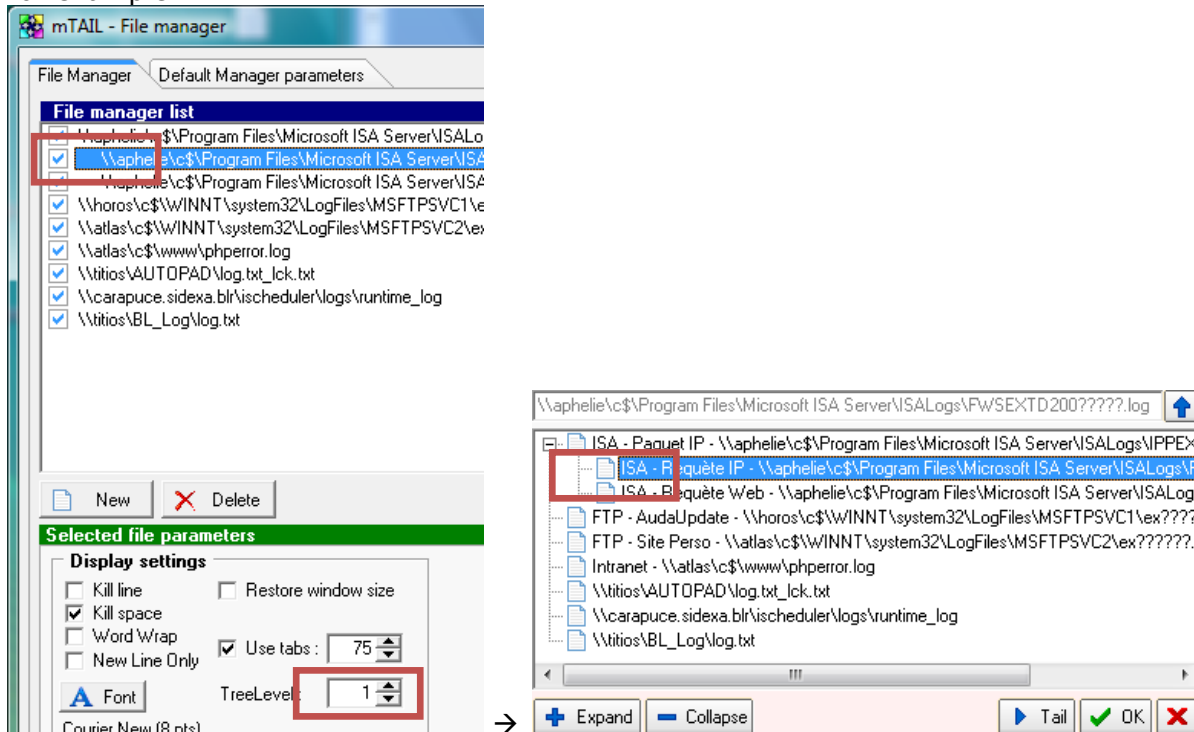 mTAIL - File manager
File Manager Default Manager parameters
File manager list
$\Program Files\Microsoft ISA Server\ISALo
\\aphelie\c$\Program Files\Microsoft ISA Server\ISA
\c$\Program Files\Microsoft ISA Server\ISA
\\horos\c$\WINNT\system32\LogFiles\MSFTPSVC1\e
\\atlas\c$\WINNT\system32\LogFiles\MSFTPSVC2\ex
\\atlas\c$\www\phperror.log
\\titios\AUTOPAD\log.txt_lck.txt
\\carapuce.sidexa.blr\ischeduler\logs\runtime_log
\\titios\BL_Log\log.txt
New Delete
Selected file parameters
Display settings
Kill line Restore window size
Kill space
Word Wrap Use tabs : 75
New Line Only
Font TreeLevel : 1
Courier New (8 pts)
→
\\aphelie\c$\Program Files\Microsoft ISA Server\ISALogs\FWSEXTD200?????.log
ISA - Paquet IP - \\aphelie\c$\Program Files\Microsoft ISA Server\ISALogs\IPPEX
ISA - Requète IP - \\aphelie\c$\Program Files\Microsoft ISA Server\ISALogs\F
ISA - Requète Web - \\aphelie\c$\Program Files\Microsoft ISA Server\ISALog
FTP - AudaUpdate - \\horos\c$\WINNT\system32\LogFiles\MSFTPSVC1\ex????
FTP - Site Perso - \\atlas\c$\WINNT\system32\LogFiles\MSFTPSVC2\ex??????.
Intranet - \\atlas\c$\www\phperror.log
\\titios\AUTOPAD\log.txt_lck.txt
\\carapuce.sidexa.blr\ischeduler\logs\runtime_log
\\titios\BL_Log\log.txt
Expand Collapse Tail OK